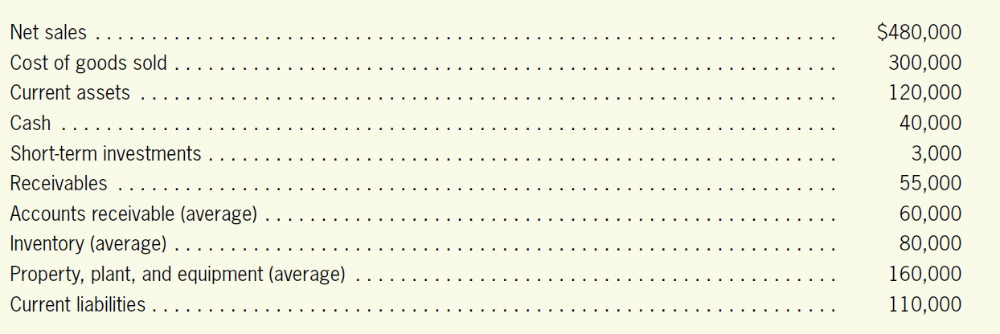 Net sales . . . . . . . . . . . . . . . . . . . . . . . . . . . . . . . . . . . . . . . . . . . . . . . . . . . . . . . . . . . . . . . . . . $480,000
Cost of goods sold . . . . . . . . . . . . . . . . . . . . . . . . . . . . . . . . . . . . . . . . . . . . . . . . . . . . . . . . . . . 300,000
Current assets . . . . . . . . . . . . . . . . . . . . . . . . . . . . . . . . . . . . . . . . . . . . . . . . . . . . . . . . . . . . . . 120,000
Cash . . . . . . . . . . . . . . . . . . . . . . . . . . . . . . . . . . . . . . . . . . . . . . . . . . . . . . . . . . . . . . . . . . . . . 40,000
Short-term investments . . . . . . . . . . . . . . . . . . . . . . . . . . . . . . . . . . . . . . . . . . . . . . . . . . . . . . . . 3,000
Receivables . . . . . . . . . . . . . . . . . . . . . . . . . . . . . . . . . . . . . . . . . . . . . . . . . . . . . . . . . . . . . . . . 55,000
Accounts receivable (average) . . . . . . . . . . . . . . . . . . . . . . . . . . . . . . . . . . . . . . . . . . . . . . . . . . . 60,000
Inventory (average) . . . . . . . . . . . . . . . . . . . . . . . . . . . . . . . . . . . . . . . . . . . . . . . . . . . . . . . . . . . 80,000
Property, plant, and equipment (average) . . . . . . . . . . . . . . . . . . . . . . . . . . . . . . . . . . . . . . . . . . . 160,000
Current liabilities . . . . . . . . . . . . . . . . . . . . . . . . . . . . . . . . . . . . . . . . . . . . . . . . . . . . . . . . . . . . . 110,000